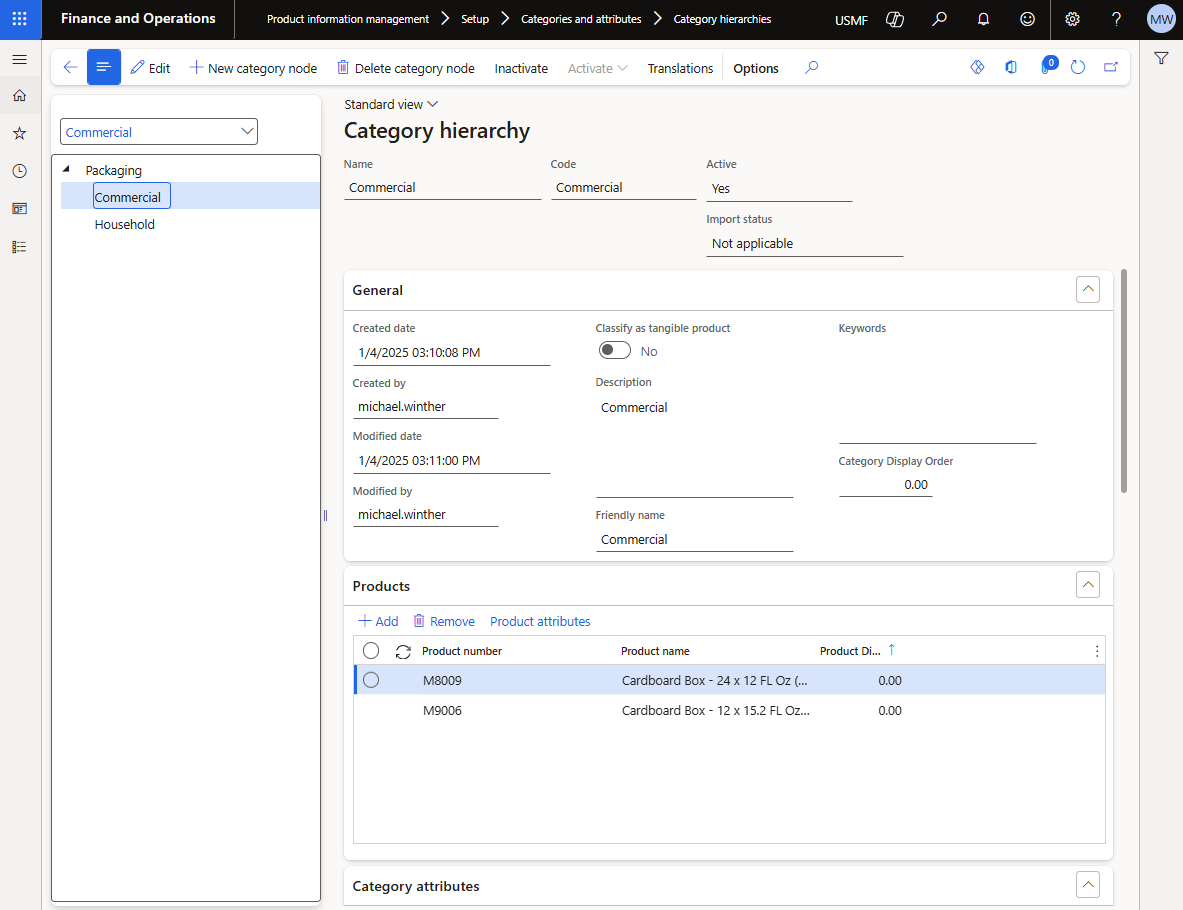 Finance and Operations
Product information management
Setup
Categories and attributes
Category hierarchies
USMF
MW
Edit
New category node
Delete category node
Inactivate
Activate
Translations
Options
0
Commercial
Packaging
Commercial
Household
Standard view
Category hierarchy
Name
Code
Active
Commercial
Commercial
Yes
Import status
Not applicable
General
Created date
1/4/2025 03:10:08 PM
Created by
michael.winther
Modified date
1/4/2025 03:11:00 PM
Modified by
michael.winther
Classify as tangible product
No
Description
Commercial
Friendly name
Commercial
Keywords
Category Display Order
0.00
Products
Add
Remove
Product attributes
Product number
Product name
Product Di...
M8009
Cardboard Box - 24 x 12 FL Oz (...
0.00
M9006
Cardboard Box - 12 x 15.2 FL Oz...
0.00
Category attributes